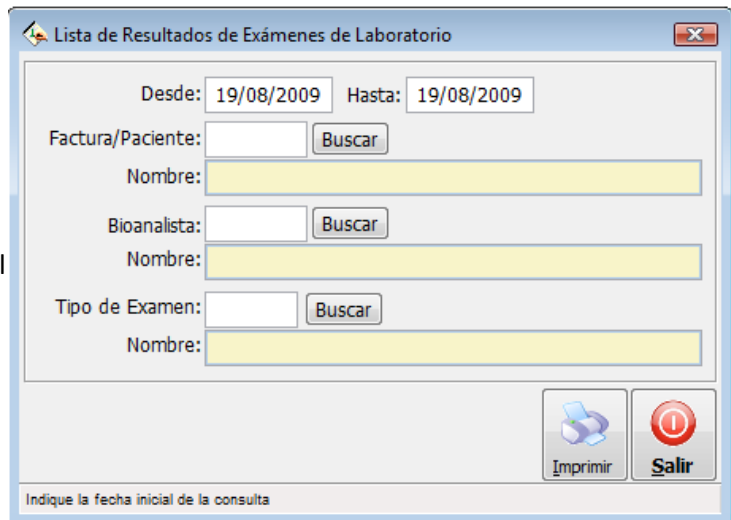 Lista de Resultados de Exámenes de Laboratorio
Desde: 19/08/2009 Hasta: 19/08/2009
Factura/Paciente: Buscar
Nombre:
Bioanalista: Buscar
Nombre:
Tipo de Examen: Buscar
Nombre:
Imprimir Salir
Indique la fecha inicial de la consulta